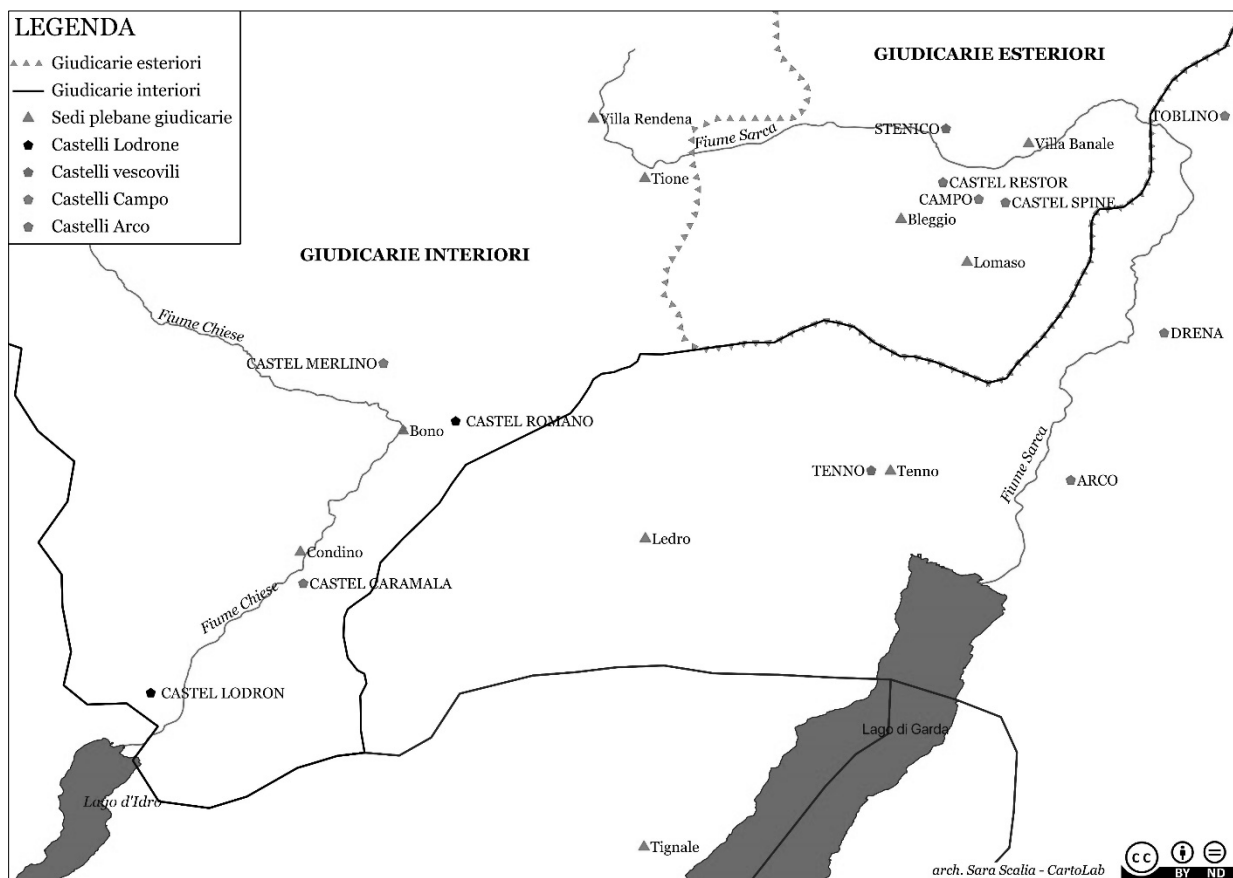 LEGENDA
Giudicarie esteriori
Giudicarie interiori
Sedi plebane giudicarie
Castelli Lodrone
Castelli vescovili
Castelli Campo
Castelli Arco
GIUDICARIE ESTERIORI
Villa Rendena
Fiume Sarca
STENICO
TOBLINO
Villa Banale
Tione
CASTEL RESTOR
CAMPO
CASTEL SPINE
Bleggio
GIUDICARIE INTERIORI
Lomaso
Fiume Chiese
DRENA
CASTEL MERLINO
Bono
CASTEL ROMANO
Fiume Sarca
TENNO
Tenno
ARCO
Ledro
Condino
CASTEL CARAMALA
Fiume Chiese
CASTEL LODRON
Lago di Garda
Lago d'Idro
Tignale
arch. Sara Scalia - CartoLab
cc
BY ND